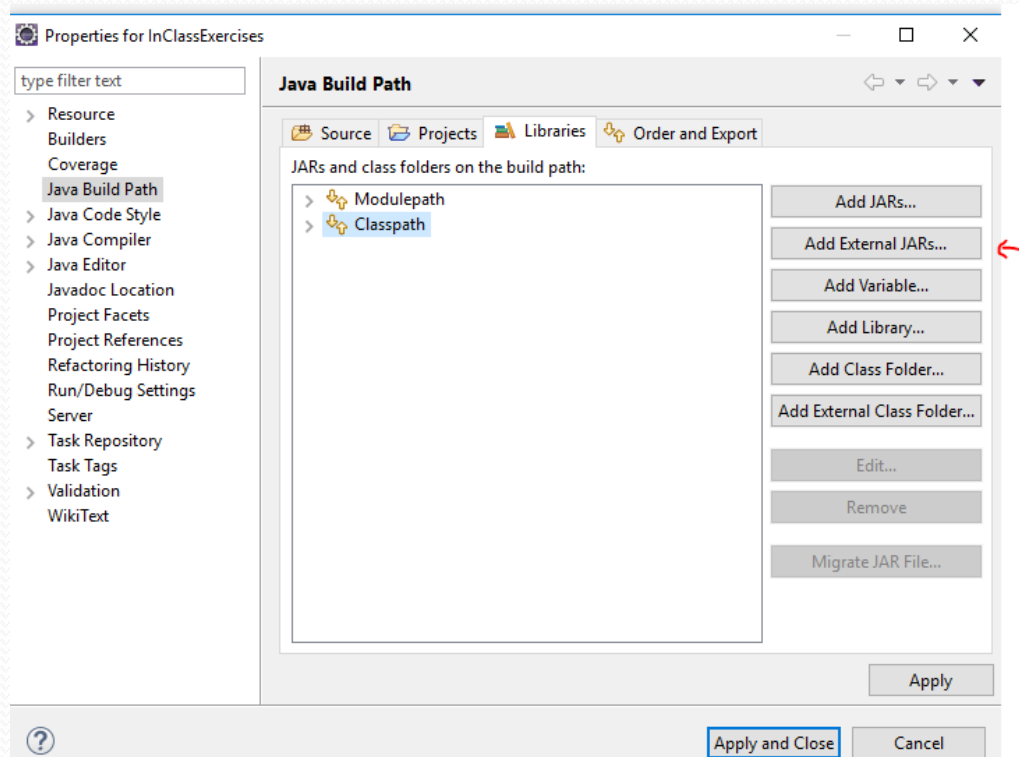 Properties for InClassExercises
type filter text
Resource
Builders
Coverage
Java Build Path
Java Code Style
Java Compiler
Java Editor
Javadoc Location
Project Facets
Project References
Refactoring History
Run/Debug Settings
Server
Task Repository
Task Tags
Validation
WikiText
Java Build Path
Source Projects Libraries Order and Export
JARs and class folders on the build path:
Modulepath
Classpath
Add JARs...
Add External JARs...
Add Variable...
Add Library...
Add Class Folder...
Add External Class Folder...
Edit...
Remove
Migrate JAR File...
Apply
? Apply and Close Cancel